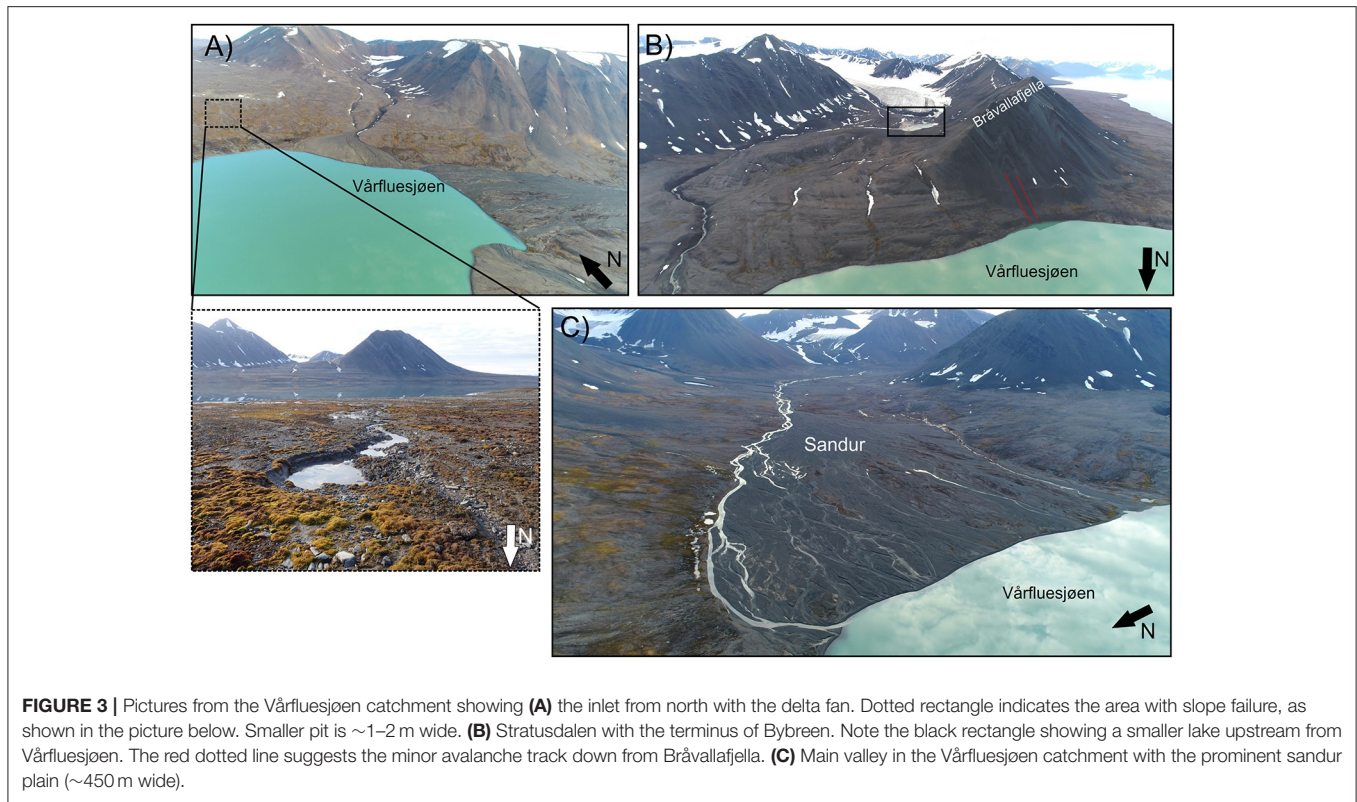 A)
Vårfluesjøen
N
B)
Bråvallafjella
Vårfluesjøen
N
N
C)
Sandur
Vårfluesjøen
N
FIGURE 3 | Pictures from the Vårfluesjøen catchment showing (A) the inlet from north with the delta fan. Dotted rectangle indicates the area with slope failure, as
shown in the picture below. Smaller pit is ∼1–2 m wide. (B) Stratusdalen with the terminus of Bybreen. Note the black rectangle showing a smaller lake upstream from
Vårfluesjøen. The red dotted line suggests the minor avalanche track down from Bråvallafjella. (C) Main valley in the Vårfluesjøen catchment with the prominent sandur
plain (∼450 m wide).